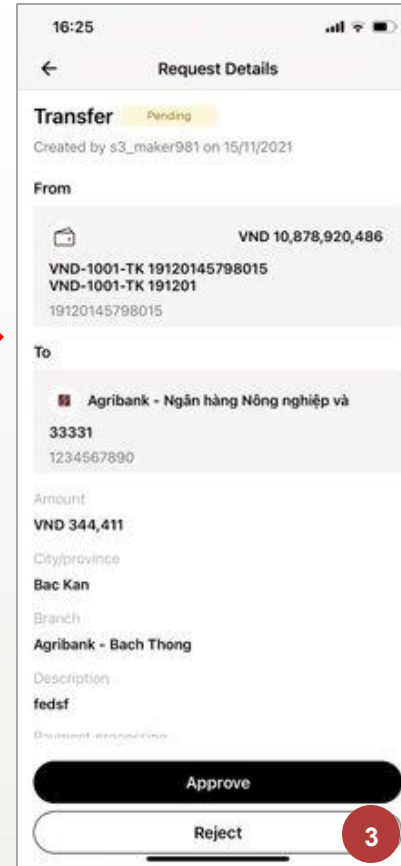 16:25
Request Details
Transfer Pending
Created by s3_maker981 on 15/11/2021
From
VND 10,878,920,486
VND-1001-TK 19120145798015
VND-1001-TK 191201
19120145798015
To
Agribank - Ngân hàng Nông nghiệp và
33331
1234567890
Amount
VND 344,411
City/province
Bac Kan
Branch
Agribank - Bach Thong
Description
fedsf
Payment processing
Approve
Reject
3